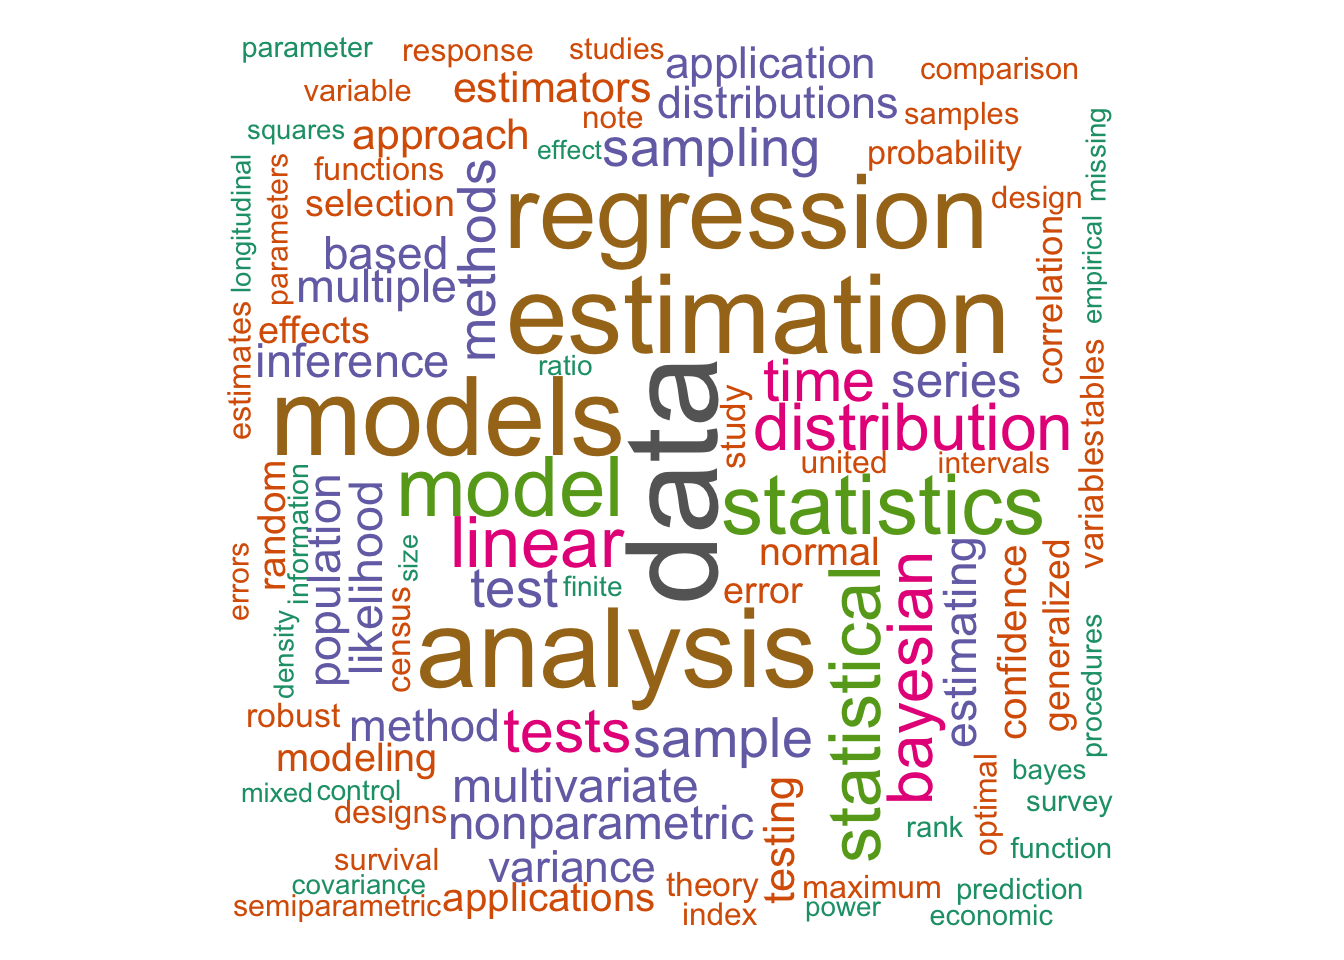 parameter
response
studies
application
comparison
variable
estimators
distributions
samples
note
squares
approach
effect
sampling
probability
missing
functions
longitudinal
parameters
selection
methods
regression
design
based
multiple
estimation
correlation
empirical
estimates
effects
inference
ratio
time
series
models
data
study
distribution
variables
tables
united
intervals
model
statistics
random
information
population
likelihood
linear
normal
errors
size
test
finite
error
density
census
analysis
statistical
bayesian
estimating
confidence
generalized
procedures
robust
method
tests
sample
modeling
optimal
bayes
mixed
control
multivariate
survey
designs
nonparametric
testing
rank
function
survival
variance
covariance
applications
theory
maximum
prediction
semiparametric
index
power
economic